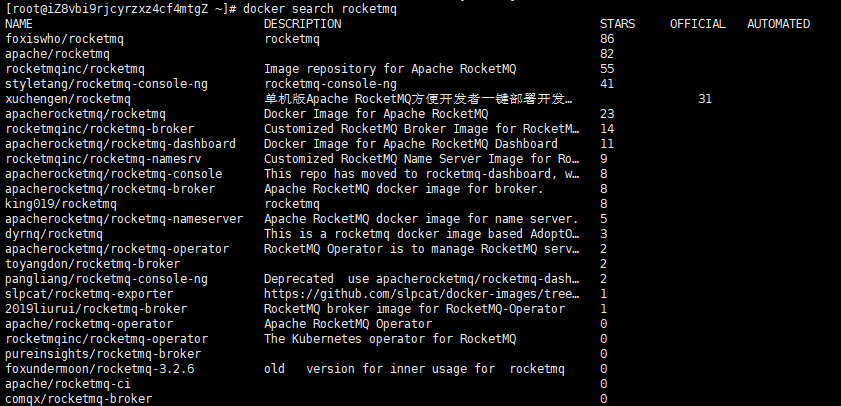 [root@iZ8vbi9rjcyrzxz4cf4mtgZ ~]# docker search rocketmq
NAME DESCRIPTION STARS OFFICIAL AUTOMATED
foxiswho/rocketmq rocketmq 86
apache/rocketmq 82
rocketmqinc/rocketmq Image repository for Apache RocketMQ 55
styletang/rocketmq-console-ng rocketmq-console-ng 41
xuchengen/rocketmq 单机版Apache RocketMQ方便开发者一键部署开发… 31
apacherocketmq/rocketmq Docker Image for Apache RocketMQ 23
rocketmqinc/rocketmq-broker Customized RocketMQ Broker Image for RocketM… 14
apacherocketmq/rocketmq-dashboard Docker Image for Apache RocketMQ Dashboard 11
rocketmqinc/rocketmq-namesrv Customized RocketMQ Name Server Image for Ro… 9
apacherocketmq/rocketmq-console This repo has moved to rocketmq-dashboard, w… 8
apacherocketmq/rocketmq-broker Apache RocketMQ docker image for broker. 8
king019/rocketmq rocketmq 8
apacherocketmq/rocketmq-nameserver Apache RocketMQ docker image for name server. 5
dyrnq/rocketmq This is a rocketmq docker image based AdoptO… 3
apacherocketmq/rocketmq-operator RocketMQ Operator is to manage RocketMQ serv… 2
toyangdon/rocketmq-broker 2
pangliang/rocketmq-console-ng Deprecated use apacherocketmq/rocketmq-dash… 2
slpcat/rocketmq-exporter https://github.com/slpcat/docker-images/tree… 1
2019liurui/rocketmq-broker RocketMQ broker image for RocketMQ-Operator 1
apache/rocketmq-operator Apache RocketMQ Operator 0
rocketmqinc/rocketmq-operator The Kubernetes operator for RocketMQ 0
pureinsights/rocketmq-broker 0
foxundermoon/rocketmq-3.2.6 old version for inner usage for rocketmq 0
apache/rocketmq-ci 0
comqx/rocketmq-broker 0